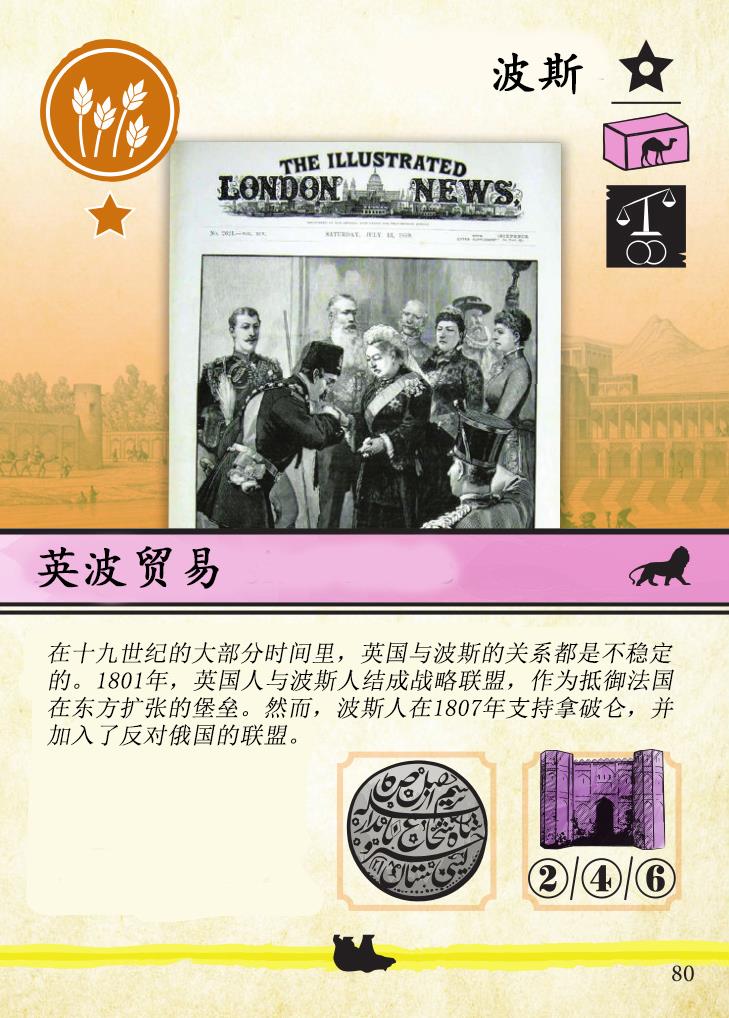 波斯
THE ILLUSTRATED
LONDON NEWS.
SATURDAY, JULY 13, 1889.
英波贸易
在十九世纪的大部分时间里，英国与波斯的关系都是不稳定
的。1801年，英国人与波斯人结成战略联盟，作为抵御法国
在东方扩张的堡垒。然而，波斯人在1807年支持拿破仑，并
加入了反对俄国的联盟。
②/④/⑥
80